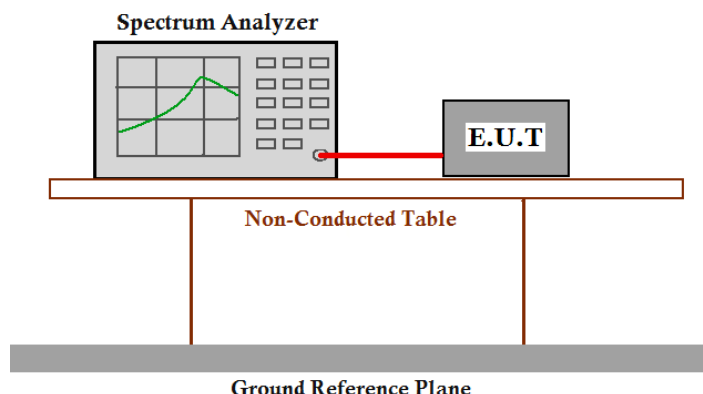 Spectrum Analyzer
E.U.T
Non-Conducted Table
Ground Reference Plane